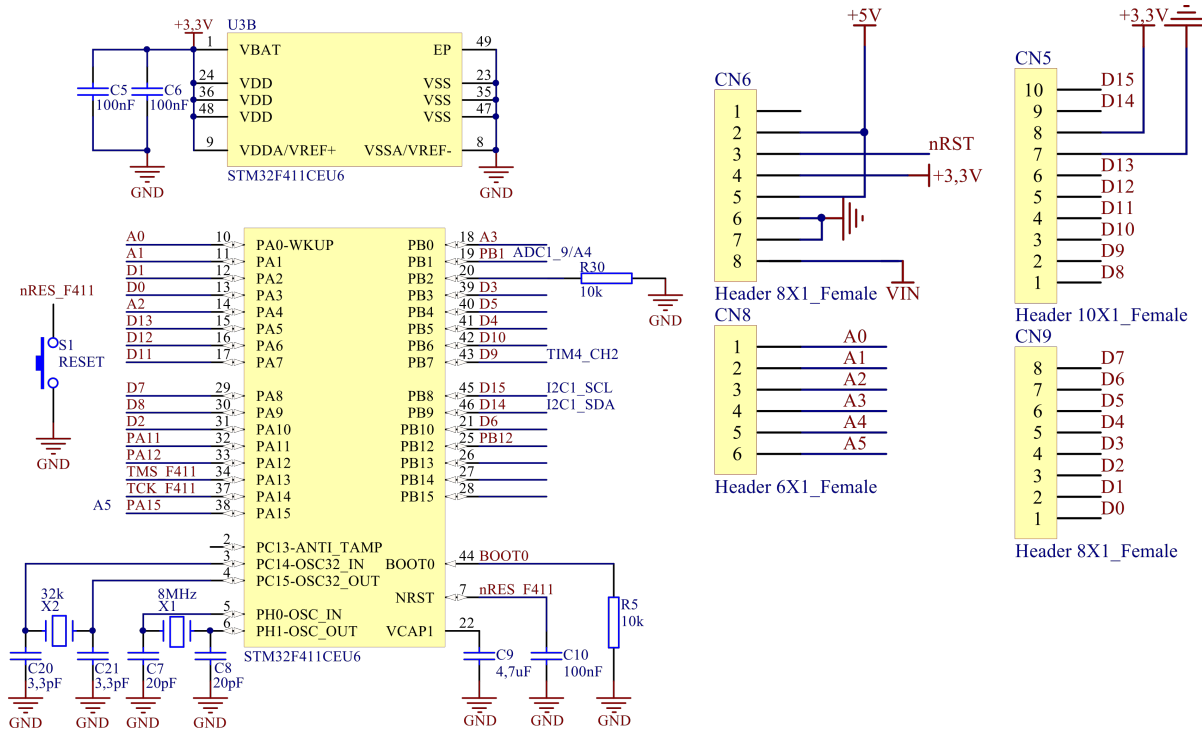 +3,3V
U3B
1 VBAT EP 49
24 VDD VSS 23
36 VDD VSS 35
48 VDD VSS 47
9 VDDA/VREF+ VSSA/VREF- 8
C5 100nF
C6 100nF
GND
GND
STM32F411CEU6
A0 10 PA0-WKUP PB0 18 A3
A1 11 PA1 PB1 19 PB1 ADC1_9/A4
D1 12 PA2 PB2 20
D0 13 PA3 PB3 39 D3
A2 14 PA4 PB4 40 D5
D13 15 PA5 PB5 41 D4
D12 16 PA6 PB6 42 D10
D11 17 PA7 PB7 43 D9 TIM4_CH2
D7 29 PA8 PB8 45 D15 I2C1_SCL
D8 30 PA9 PB9 46 D14 I2C1_SDA
D2 31 PA10 PB10 21 D6
PA11 32 PA11 PB12 25 PB12
PA12 33 PA12 PB13 26
TMS_F411 34 PA13 PB14 27
TCK_F411 37 PA14 PB15 28
A5 PA15 38 PA15
2 PC13-ANTI_TAMP
3 PC14-OSC32_IN BOOT0 44 BOOT0
4 PC15-OSC32_OUT
NRST 7 nRES_F411
5 PH0-OSC_IN
6 PH1-OSC_OUT VCAP1 22
STM32F411CEU6
R30
10k
GND
nRES_F411
S1
RESET
GND
32k
X2
8MHz
X1
C20
3,3pF
C21
3,3pF
C7
20pF
C8
20pF
C9
4,7uF
C10
100nF
R5
10k
GND
GND
GND
GND
GND
GND
GND
+5V
CN6
1
2
3 nRST
4 +3,3V
5
6
7
8
VIN
Header 8X1_Female
CN8
1 A0
2 A1
3 A2
4 A3
5 A4
6 A5
Header 6X1_Female
+3,3V
CN5
10 D15
9 D14
8
7
6 D13
5 D12
4 D11
3 D10
2 D9
1 D8
Header 10X1_Female
CN9
8 D7
7 D6
6 D5
5 D4
4 D3
3 D2
2 D1
1 D0
Header 8X1_Female